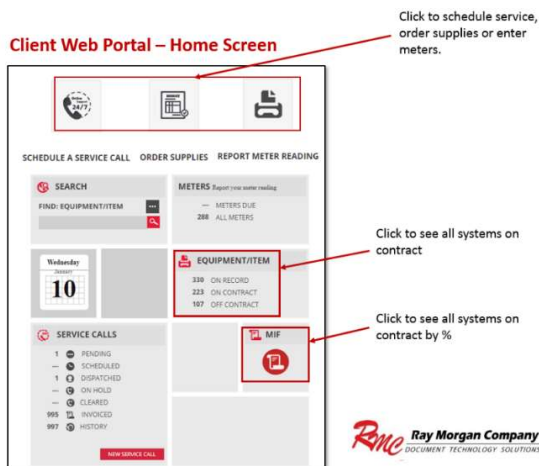 Click to schedule service,
order supplies or enter
meters.
Client Web Portal – Home Screen
24/7
SCHEDULE A SERVICE CALL ORDER SUPPLIES REPORT METER READING
SEARCH
FIND: EQUIPMENT/ITEM
METERS Report your meter reading
--- METERS DUE
288 ALL METERS
Click to see all systems on
contract
Wednesday
January
10
EQUIPMENT/ITEM
330 ON RECORD
223 ON CONTRACT
107 OFF CONTRACT
Click to see all systems on
contract by %
SERVICE CALLS
1 PENDING
--- SCHEDULED
1 DISPATCHED
--- ON HOLD
--- CLEARED
995 INVOICED
997 HISTORY
NEW SERVICE CALL
MIF
RMC Ray Morgan Company
DOCUMENT TECHNOLOGY SOLUTIONS